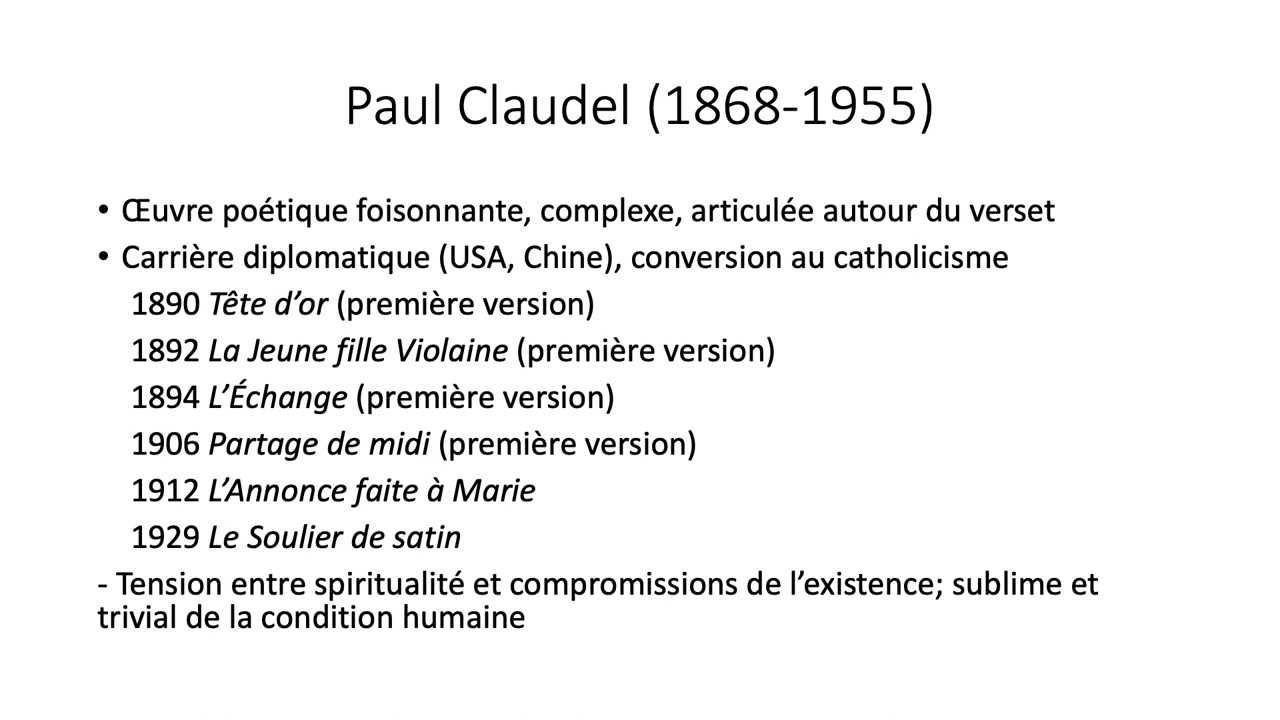 Paul Claudel (1868-1955)
• Œuvre poétique foisonnante, complexe, articulée autour du verset
• Carrière diplomatique (USA, Chine), conversion au catholicisme
1890 Tête d’or (première version)
1892 La Jeune fille Violaine (première version)
1894 L’Échange (première version)
1906 Partage de midi (première version)
1912 L’Annonce faite à Marie
1929 Le Soulier de satin
- Tension entre spiritualité et compromissions de l’existence; sublime et
trivial de la condition humaine